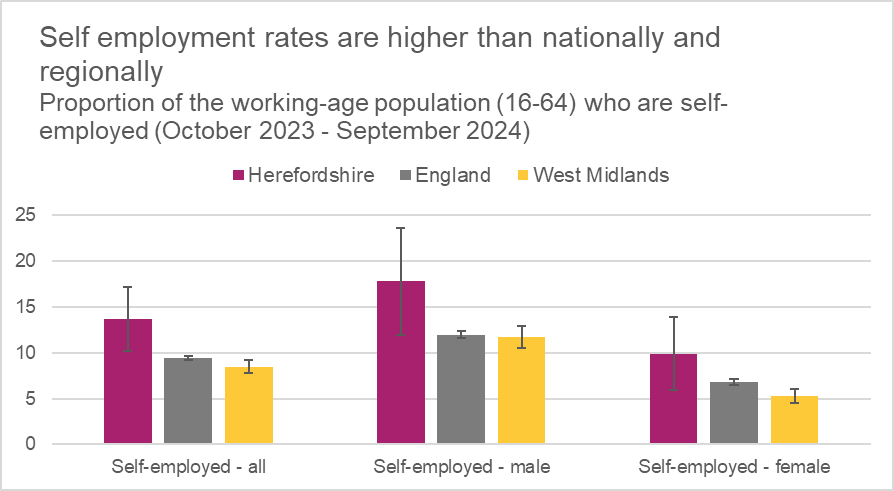 Self employment rates are higher than nationally and
regionally
Proportion of the working-age population (16-64) who are self-
employed (October 2023 - September 2024)
Herefordshire England West Midlands
25
20
15
10
5
0
Self-employed - all Self-employed - male Self-employed - female